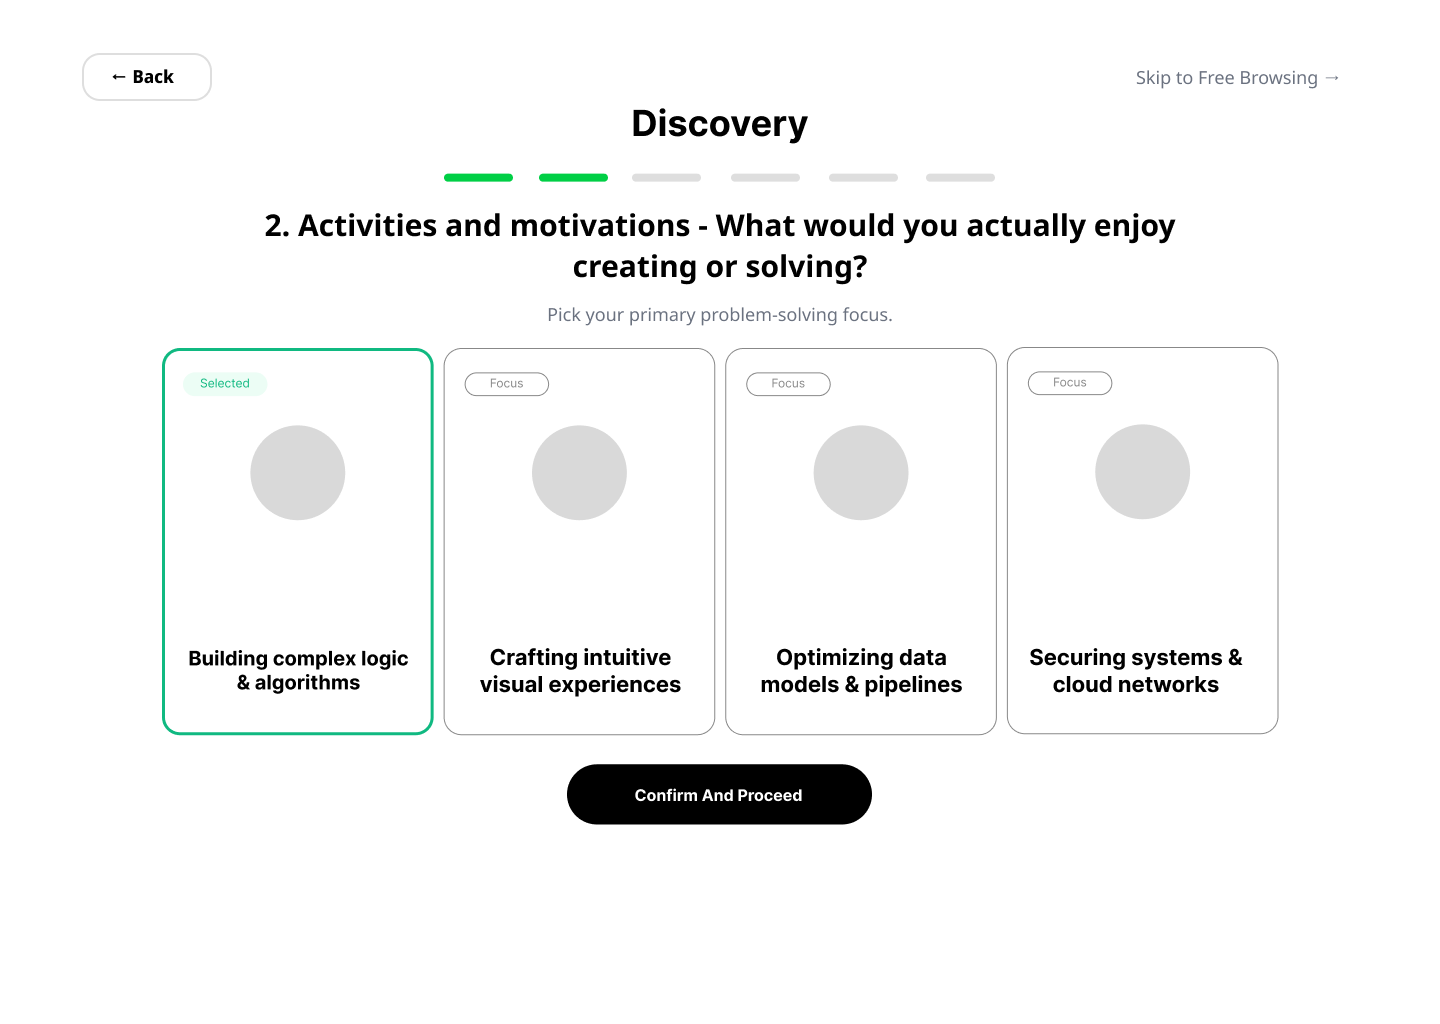 ← Back
Skip to Free Browsing →
Discovery
2. Activities and motivations - What would you actually enjoy
creating or solving?
Pick your primary problem-solving focus.
Selected
Building complex logic
& algorithms
Focus
Crafting intuitive
visual experiences
Focus
Optimizing data
models & pipelines
Focus
Securing systems &
cloud networks
Confirm And Proceed